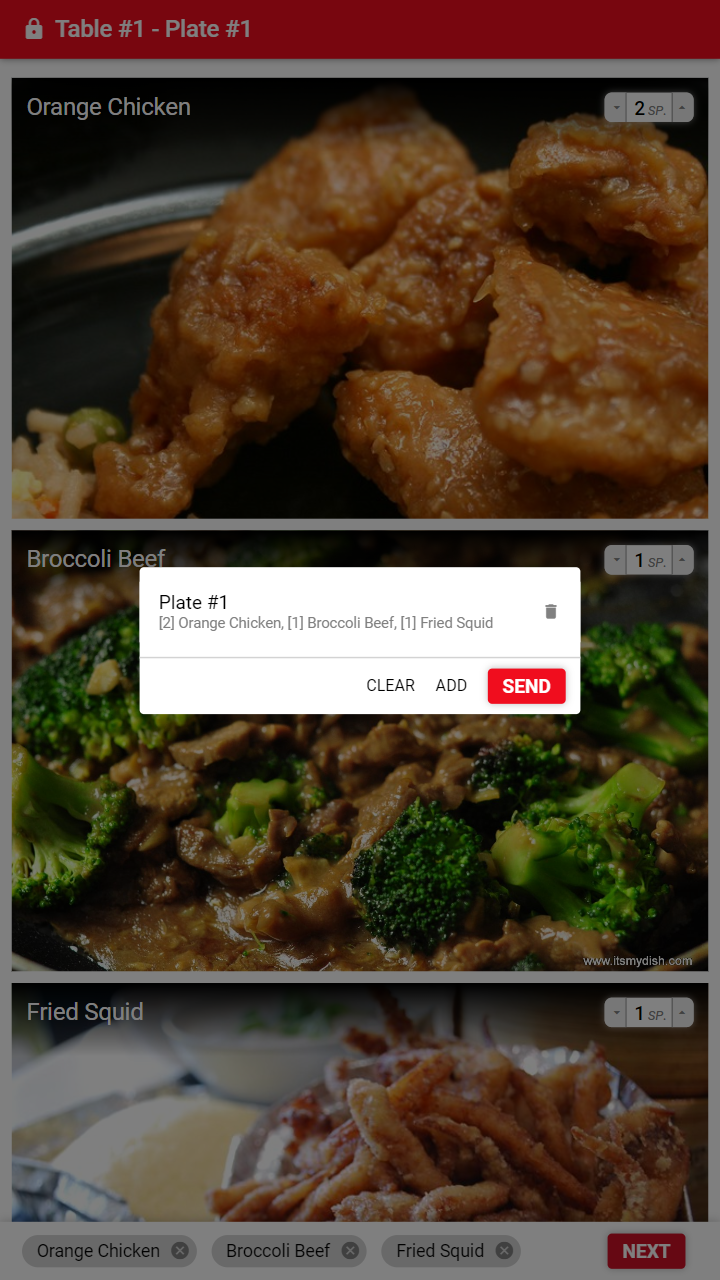 Table #1 - Plate #1
Orange Chicken
2 SP.
Broccoli Beef
1 SP.
Plate #1
[2] Orange Chicken, [1] Broccoli Beef, [1] Fried Squid
CLEAR ADD SEND
www.itsmydish.com
Fried Squid
1 SP.
Orange Chicken Broccoli Beef Fried Squid NEXT